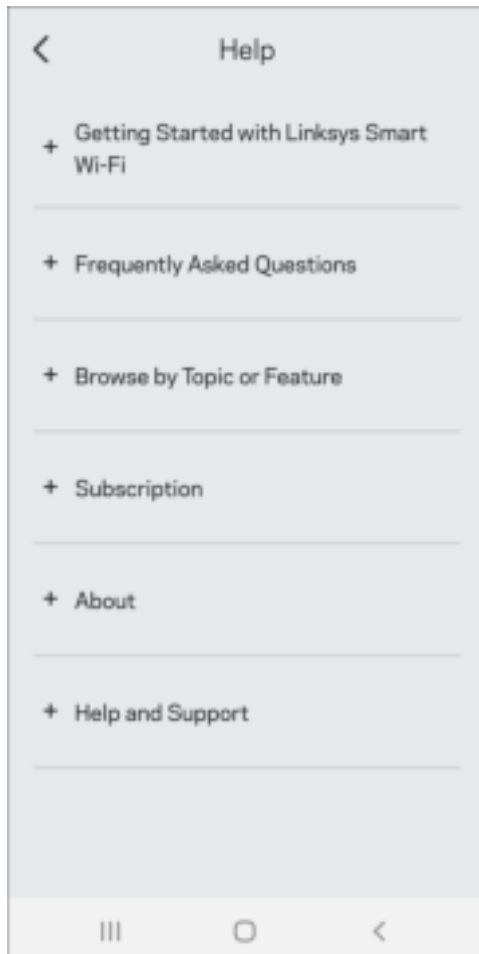 Help
Getting Started with Linksys Smart
Wi-Fi
Frequently Asked Questions
Browse by Topic or Feature
Subscription
About
Help and Support